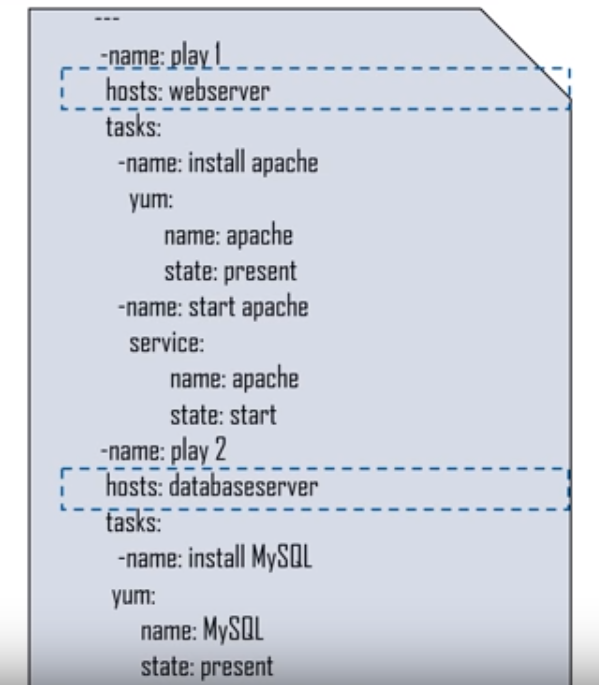 ---
-name: play 1
hosts: webserver
tasks:
-name: install apache
yum:
name: apache
state: present
-name: start apache
service:
name: apache
state: start
-name: play 2
hosts: databaseserver
tasks:
-name: install MySQL
yum:
name: MySQL
state: present